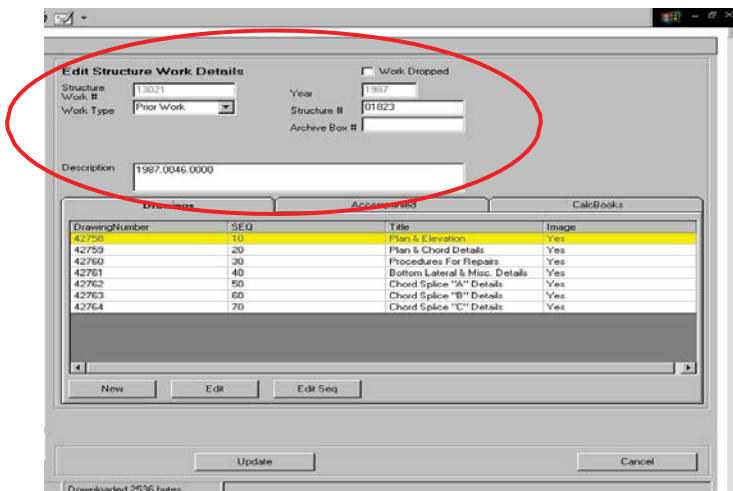 Edit Structure Work Details
Work Dropped
Structure Work # 13021 Year 1987
Work Type Prior Work Structure # 01823
Archive Box #
Description 1987.0046.0000
Drawings Accompanied CalcBooks
DrawingNumber SEQ Title Image
42758 10 Plan & Elevation Yes
42759 20 Plan & Chord Details Yes
42760 30 Procedures For Repairs Yes
42761 40 Bottom Lateral & Misc. Details Yes
42762 50 Chord Splice "A" Details Yes
42763 60 Chord Splice "B" Details Yes
42764 70 Chord Splice "C" Details Yes
New Edit Edit Seq
Update Cancel
Downloaded 2536 bytes